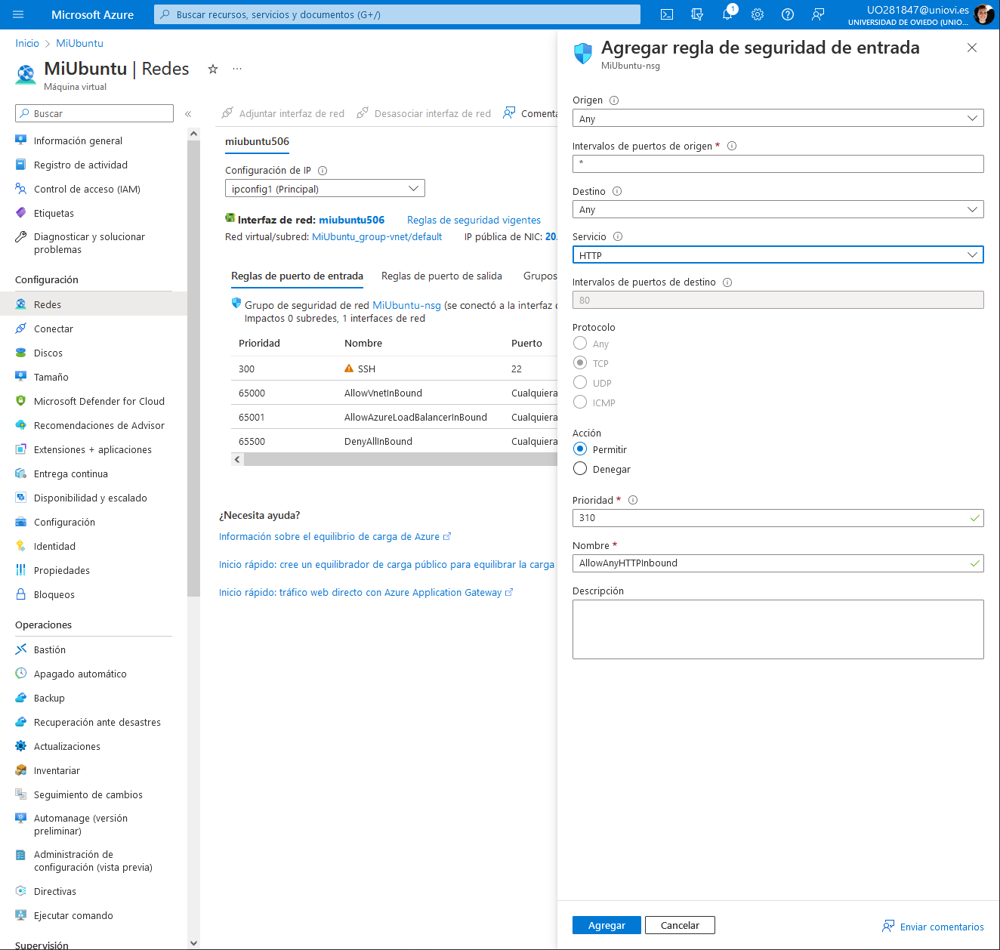 Microsoft Azure
Buscar recursos, servicios y documentos (G+/)
1
UO281847@uniovi.es
UNIVERSIDAD DE OVIEDO (UNIO...
Inicio > MiUbuntu
MiUbuntu | Redes
Máquina virtual
Buscar
Información general
Registro de actividad
Control de acceso (IAM)
Etiquetas
Diagnosticar y solucionar
problemas
Configuración
Redes
Conectar
Discos
Tamaño
Microsoft Defender for Cloud
Recomendaciones de Advisor
Extensiones + aplicaciones
Entrega continua
Disponibilidad y escalado
Configuración
Identidad
Propiedades
Bloqueos
Operaciones
Bastión
Apagado automático
Backup
Recuperación ante desastres
Actualizaciones
Inventariar
Seguimiento de cambios
Automanage (versión
preliminar)
Administración de
configuración (vista previa)
Directivas
Ejecutar comando
Supervisión
Adjuntar interfaz de red
Desasociar interfaz de red
Comenta
miubuntu506
Configuración de IP
ipconfig1 (Principal)
Interfaz de red: miubuntu506
Reglas de seguridad vigentes
Red virtual/subred: MiUbuntu_group-vnet/default
IP pública de NIC: 20.
Reglas de puerto de entrada
Reglas de puerto de salida
Grupos
Grupo de seguridad de red MiUbuntu-nsg (se conectó a la interfaz
Impactos 0 subredes, 1 interfaces de red
Prioridad Nombre Puerto
300 SSH 22
65000 AllowVnetInBound Cualquiera
65001 AllowAzureLoadBalancerInBound Cualquiera
65500 DenyAllInBound Cualquiera
¿Necesita ayuda?
Información sobre el equilibrio de carga de Azure
Inicio rápido: cree un equilibrador de carga público para equilibrar la carga
Inicio rápido: tráfico web directo con Azure Application Gateway
Agregar regla de seguridad de entrada
MiUbuntu-nsg
Origen
Any
Intervalos de puertos de origen *
*
Destino
Any
Servicio
HTTP
Intervalos de puertos de destino
80
Protocolo
Any
TCP
UDP
ICMP
Acción
Permitir
Denegar
Prioridad *
310
Nombre *
AllowAnyHTTPInbound
Descripción
Agregar
Cancelar
Enviar comentarios